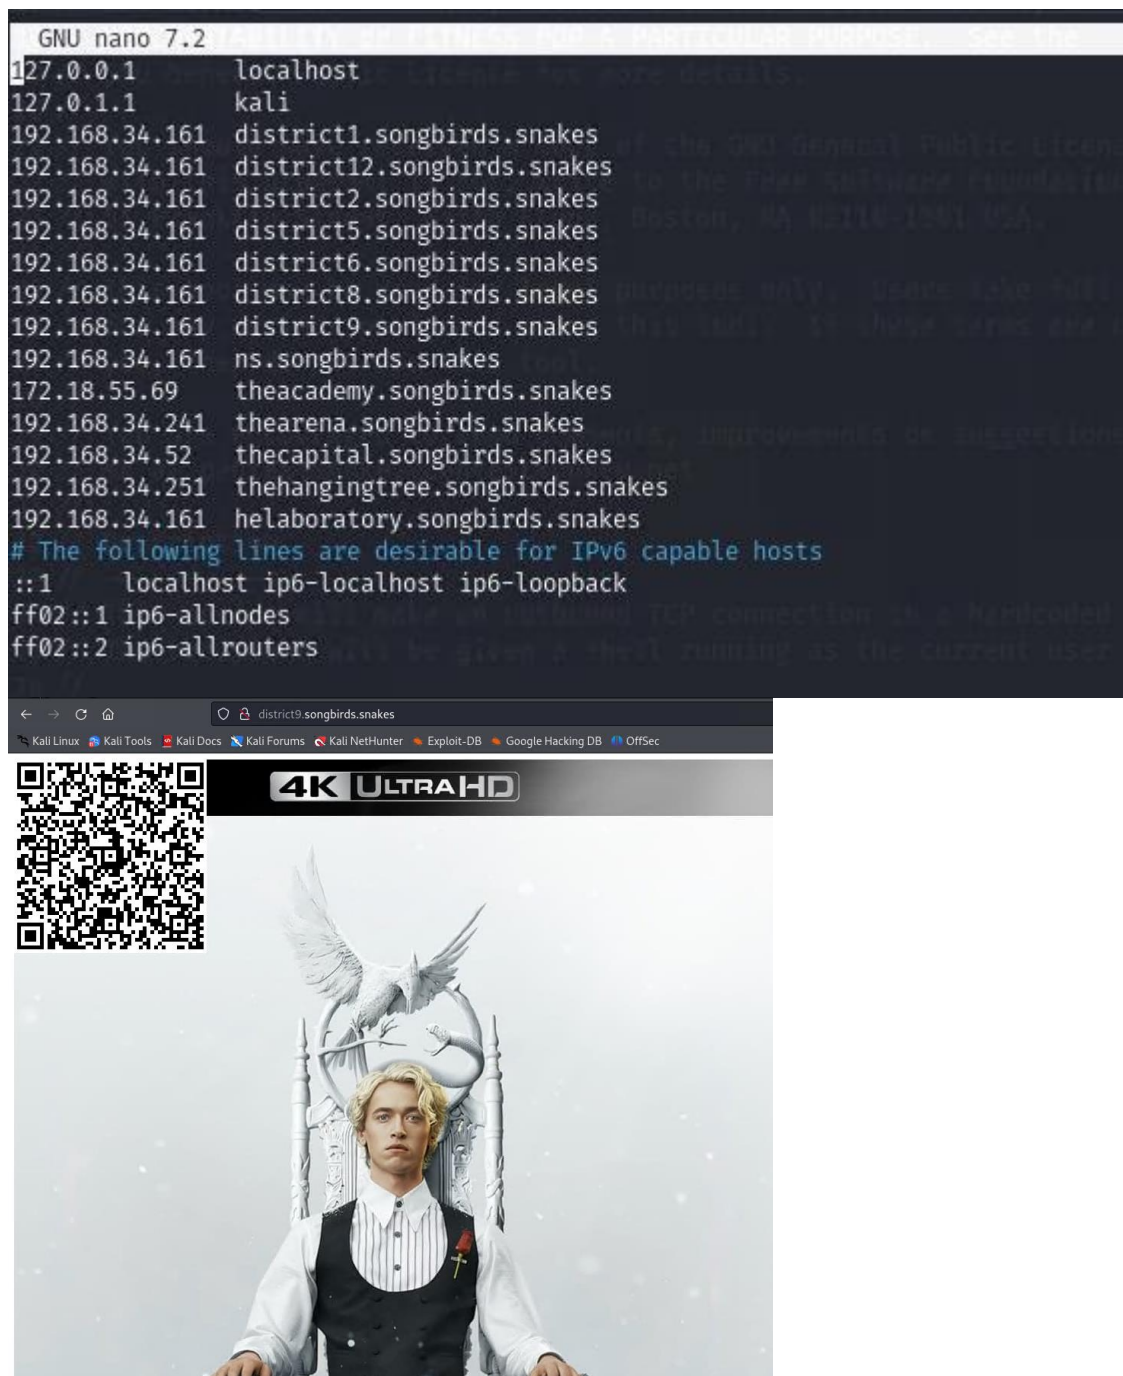 GNU nano 7.2
127.0.0.1 localhost
127.0.1.1 kali
192.168.34.161 district1.songbirds.snakes
192.168.34.161 district12.songbirds.snakes
192.168.34.161 district2.songbirds.snakes
192.168.34.161 district5.songbirds.snakes
192.168.34.161 district6.songbirds.snakes
192.168.34.161 district8.songbirds.snakes
192.168.34.161 district9.songbirds.snakes
192.168.34.161 ns.songbirds.snakes
172.18.55.69 theacademy.songbirds.snakes
192.168.34.241 thearena.songbirds.snakes
192.168.34.52 thecapital.songbirds.snakes
192.168.34.251 thehangingtree.songbirds.snakes
192.168.34.161 helaboratory.songbirds.snakes
# The following lines are desirable for IPv6 capable hosts
::1 localhost ip6-localhost ip6-loopback
ff02::1 ip6-allnodes
ff02::2 ip6-allrouters
district9.songbirds.snakes
Kali Linux Kali Tools Kali Docs Kali Forums Kali NetHunter Exploit-DB Google Hacking DB OffSec
4K ULTRA HD